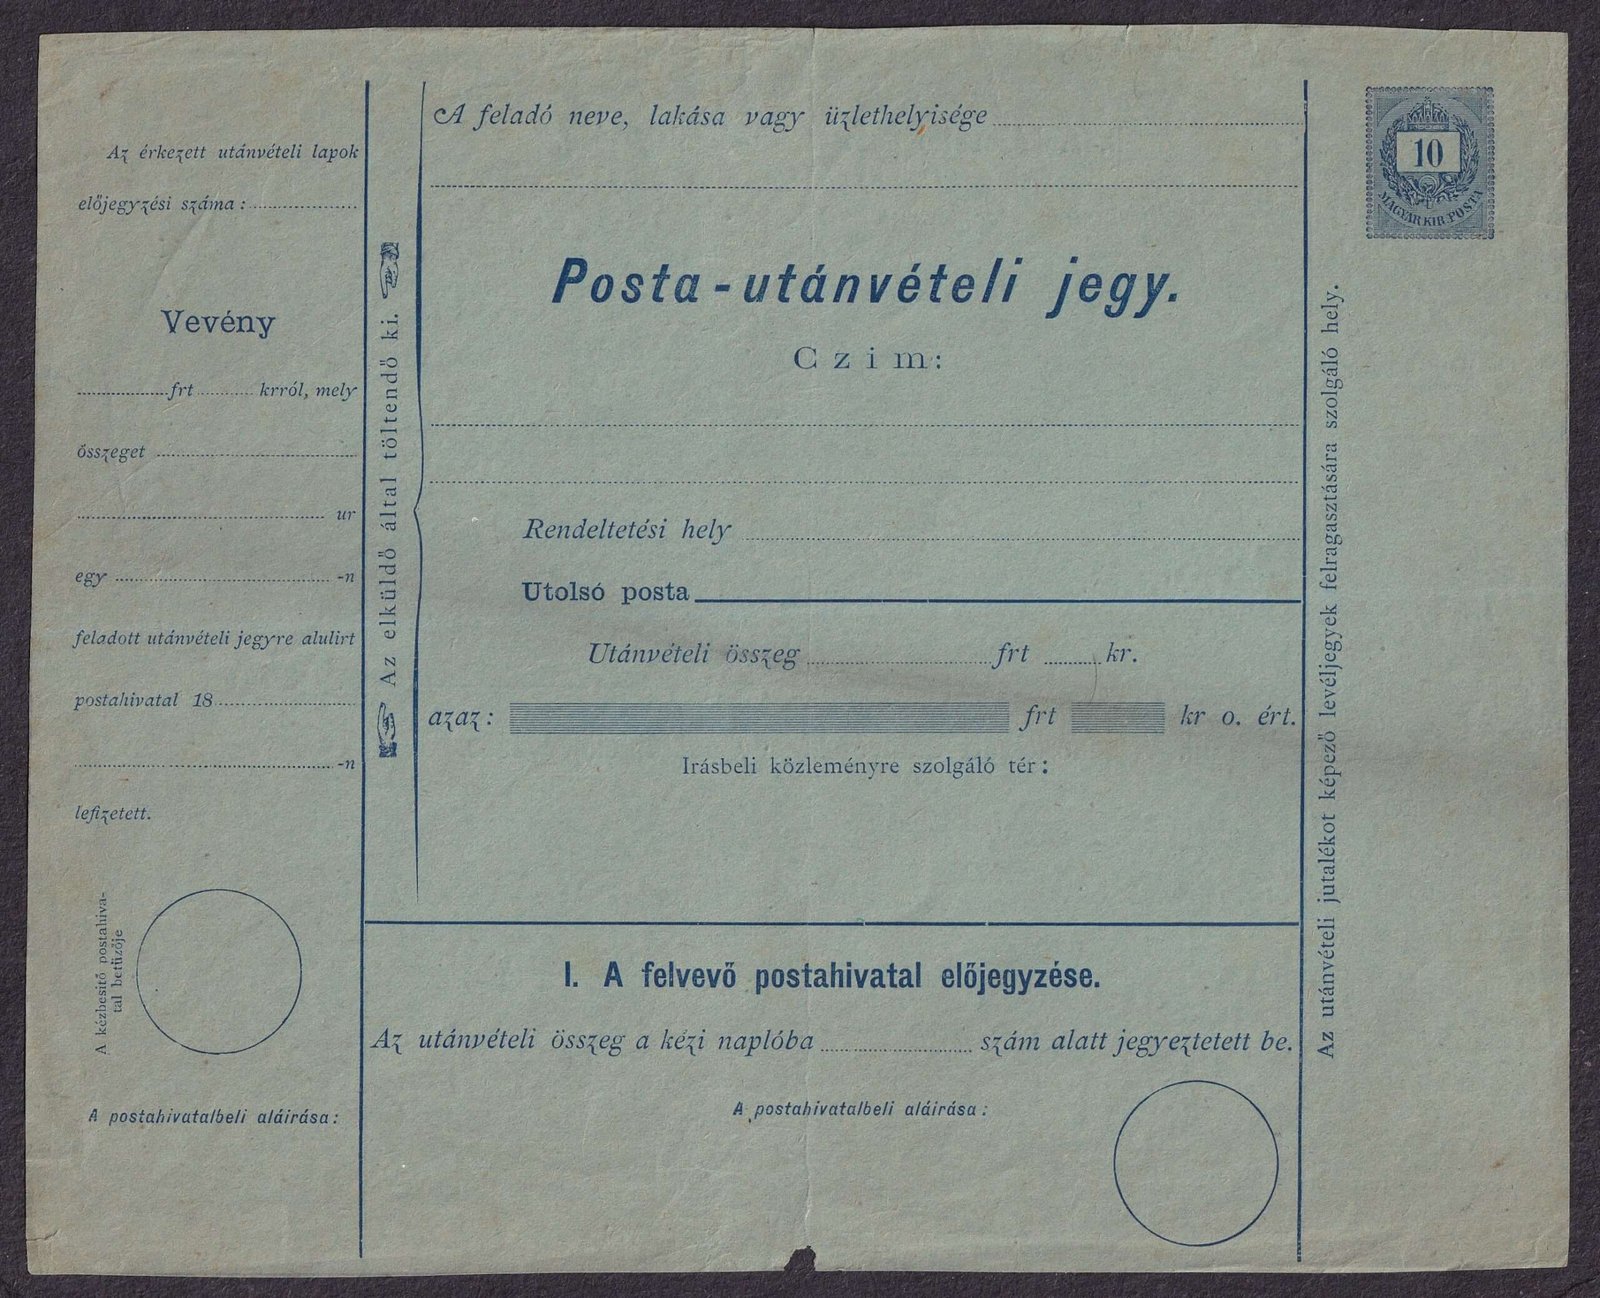 Az érkezett utánvételi lapok
előjegyzési száma:
Vevény
frt krról, mely
összeget
ur
egy -n
feladott utánvételi jegyre alulirt
postahivatal 18
-n
lefizetett.
A kézbesitő postahiva-
tal betűzője
A postahivatalbeli aláirása:
Az elküldő által töltendő ki.
A feladó neve, lakása vagy üzlethelyisége
Posta-utánvételi jegy.
Czim:
Rendeltetési hely
Utolsó posta
Utánvételi összeg frt kr.
azaz: frt kr o. ért.
Irásbeli közleményre szolgáló tér:
I. A felvevő postahivatal előjegyzése.
Az utánvételi összeg a kézi naplóba szám alatt jegyeztetett be.
A postahivatalbeli aláirása:
Az utánvételi jutalékot képező levéljegyek felragasztására szolgáló hely.
10
MAGYAR KIR. POSTA